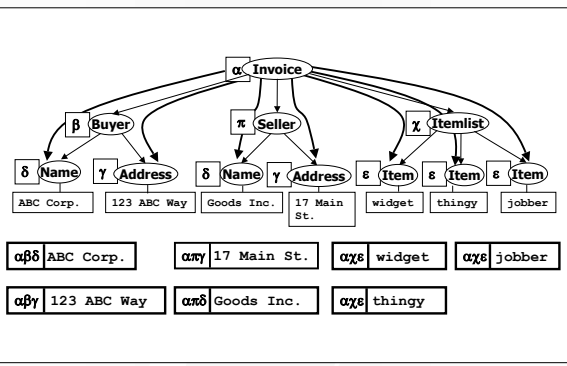 α Invoice
β Buyer π Seller χ Itemlist
δ Name γ Address δ Name γ Address ε Item ε Item ε Item
ABC Corp. 123 ABC Way Goods Inc. 17 Main widget thingy jobber
St.
αβδ ABC Corp. απγ 17 Main St. αχε widget αχε jobber
αβγ 123 ABC Way απδ Goods Inc. αχε thingy